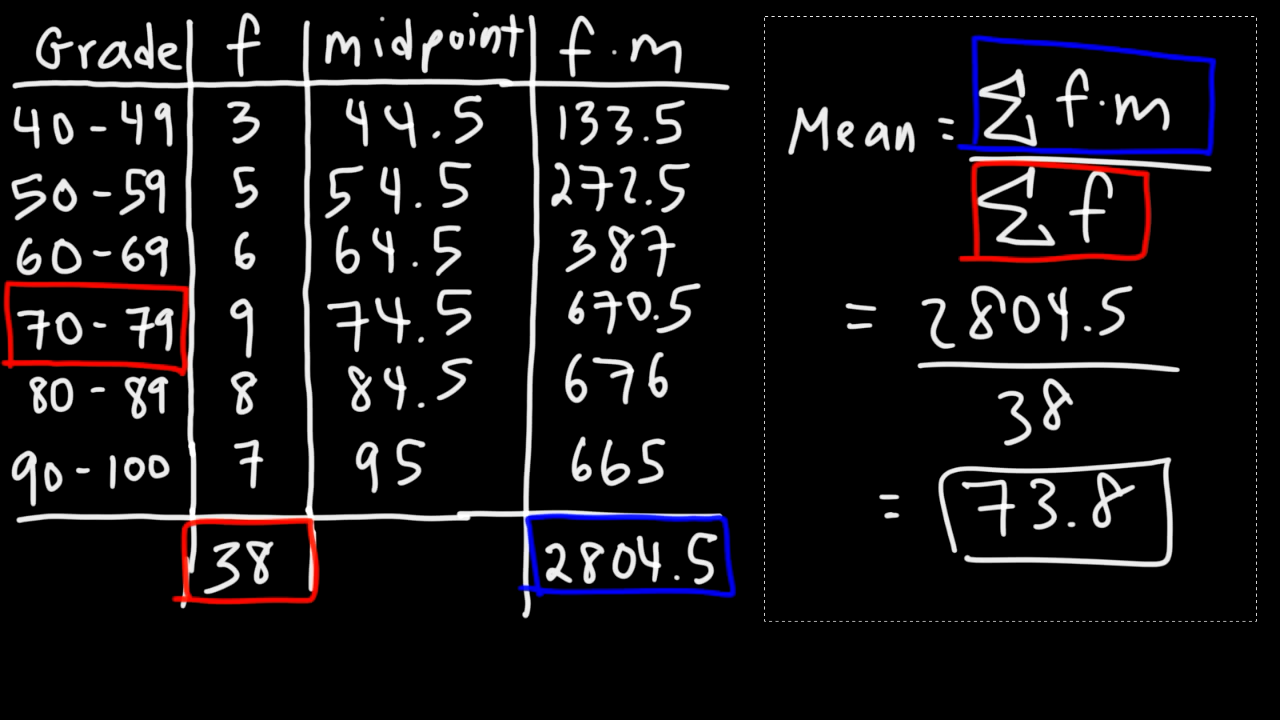 Grade f midpoint f·m
40-49 3 44.5 133.5
50-59 5 54.5 272.5
60-69 6 64.5 387
70-79 9 74.5 670.5
80-89 8 84.5 676
90-100 7 95 665
38 2804.5
Mean = Σ f·m
Σ f
= 2804.5
38
= 73.8